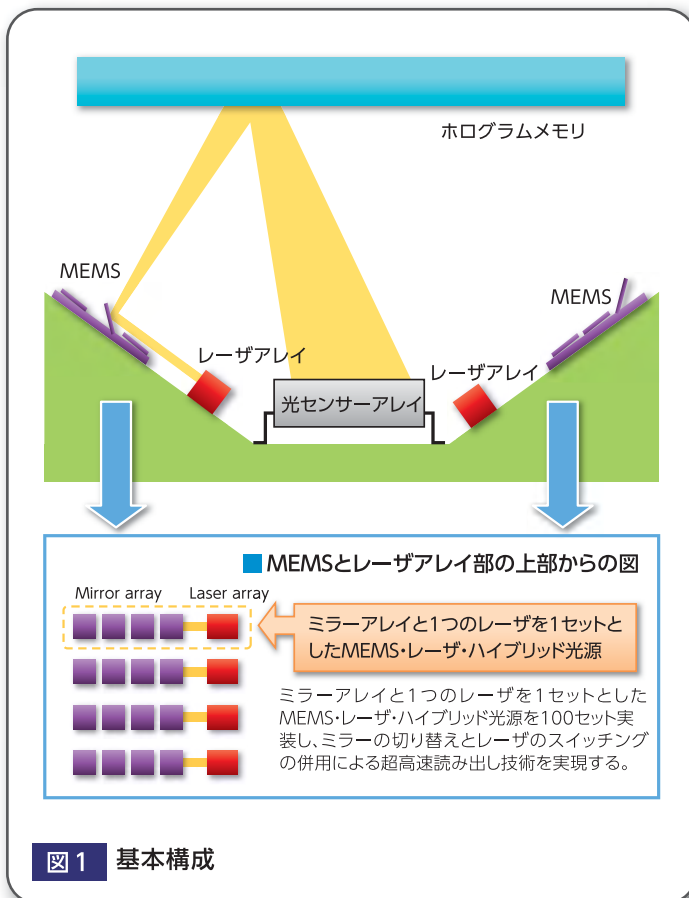 ホログラムメモリ
MEMS
MEMS
レーザアレイ
レーザアレイ
光センサーアレイ
■ MEMSとレーザアレイ部の上部からの図
Mirror array
Laser array
ミラーアレイと1つのレーザを1セットと
したMEMS・レーザ・ハイブリッド光源
ミラーアレイと1つのレーザを1セットとした
MEMS・レーザ・ハイブリッド光源を100セット実
装し、ミラーの切り替えとレーザのスイッチング
の併用による超高速読み出し技術を実現する。
図1 基本構成